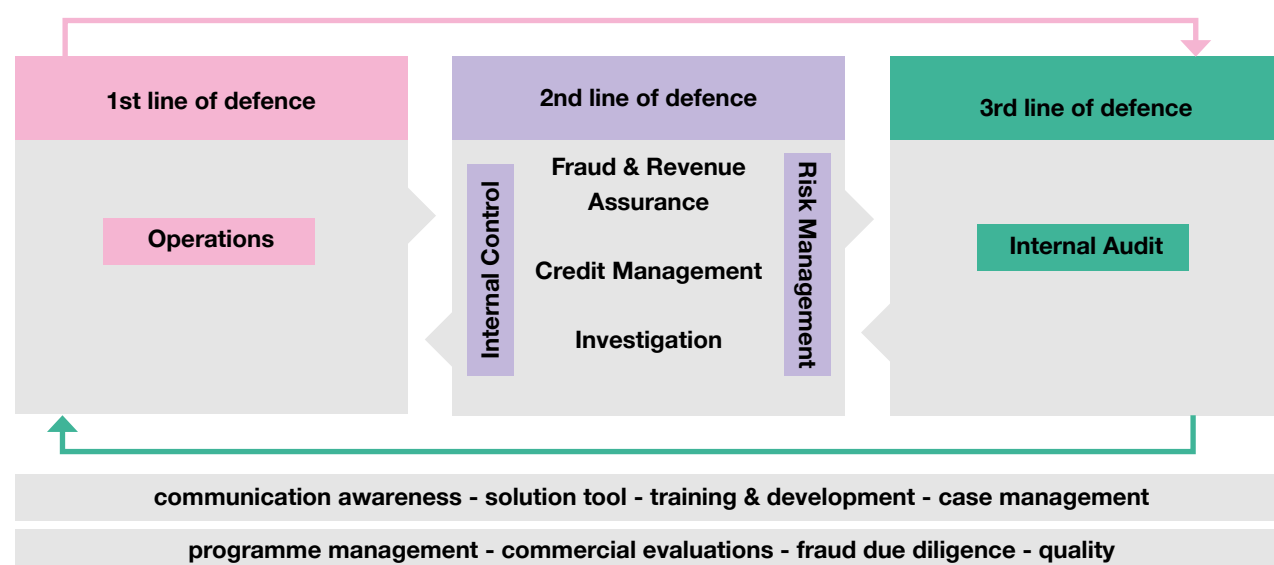 1st line of defence
2nd line of defence
3rd line of defence
Operations
Internal Control
Fraud & Revenue
Assurance
Credit Management
Investigation
Risk Management
Internal Audit
communication awareness - solution tool - training & development - case management
programme management - commercial evaluations - fraud due diligence - quality